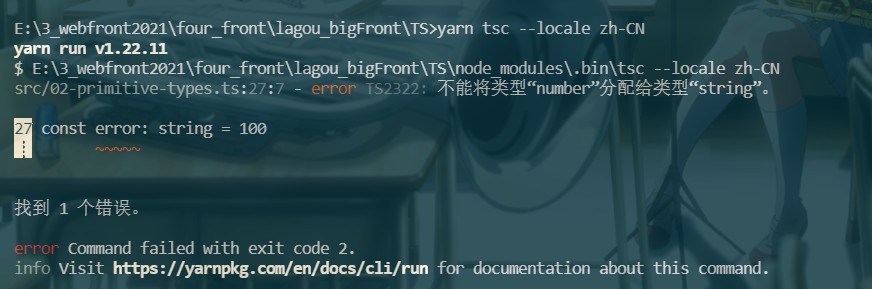 E:\3_webfront2021\four_front\lagou_bigFront\TS>yarn tsc --locale zh-CN
yarn run v1.22.11
$ E:\3_webfront2021\four_front\lagou_bigFront\TS\node_modules\.bin\tsc --locale zh-CN
src/02-primitive-types.ts:27:7 - error TS2322: 不能将类型“number”分配给类型“string”。
27 const error: string = 100
~~~~~
找到 1 个错误。
error Command failed with exit code 2.
info Visit https://yarnpkg.com/en/docs/cli/run for documentation about this command.